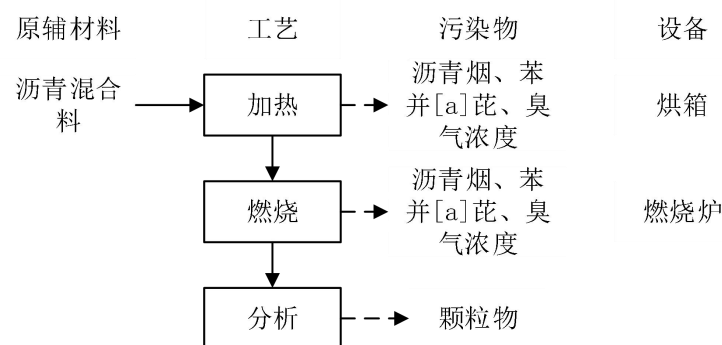 原辅材料 工艺 污染物 设备
沥青混合
料
加热
沥青烟、苯
并[a]芘、臭
气浓度
烘箱
燃烧
沥青烟、苯
并[a]芘、臭
气浓度
燃烧炉
分析
颗粒物